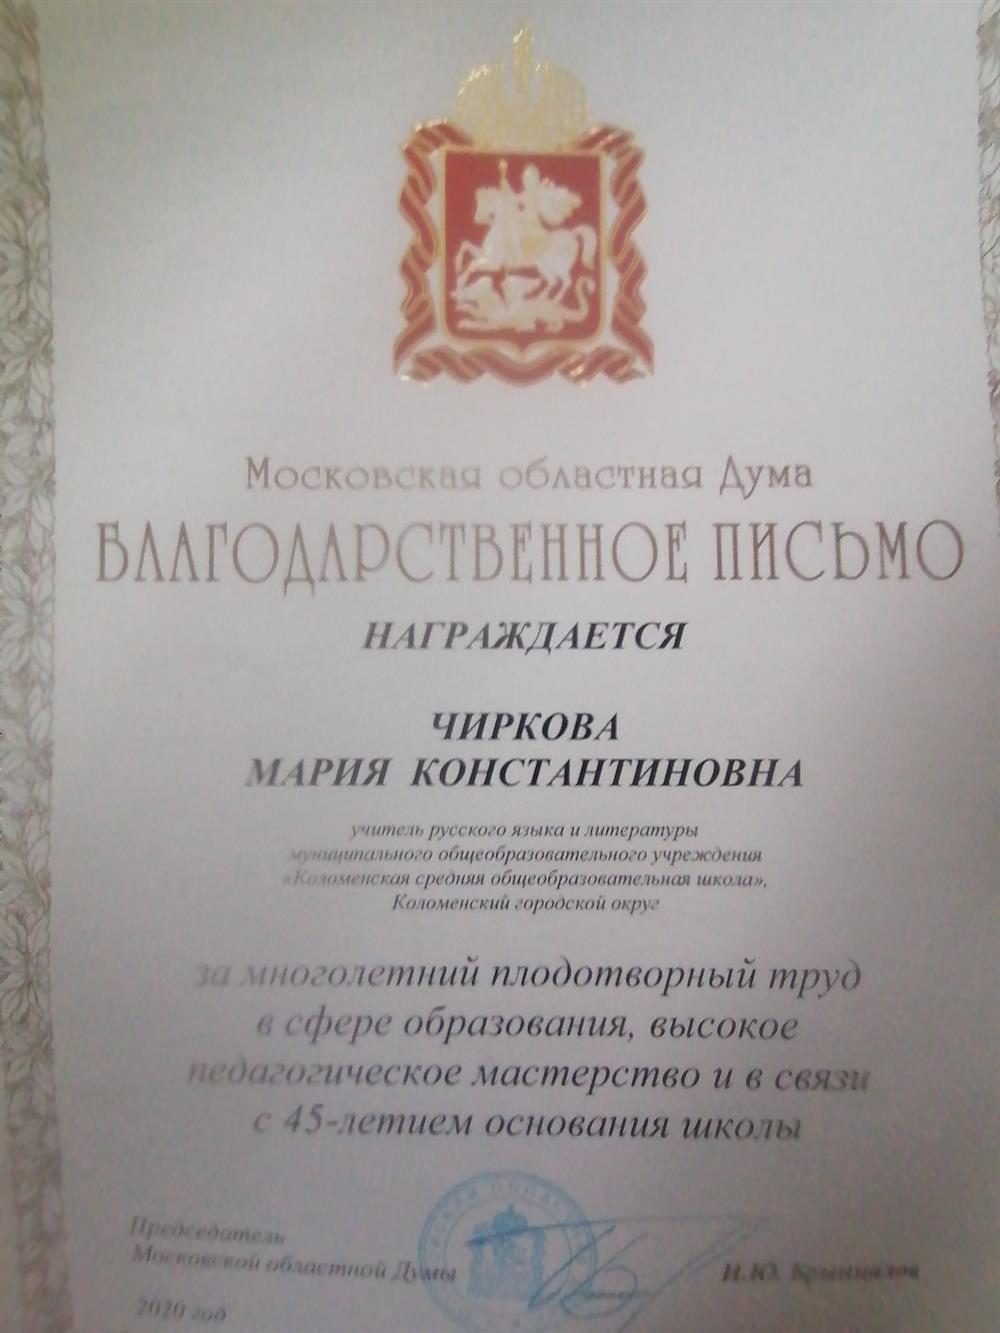 Московская областная Дума
БЛАГОДАРСТВЕННОЕ ПИСЬМО
НАГРАЖДАЕТСЯ
ЧИРКОВА
МАРИЯ КОНСТАНТИНОВНА
учитель русского языка и литературы
муниципального общеобразовательного учреждения
«Коломенская средняя общеобразовательная школа»,
Коломенский городской округ
за многолетний плодотворный труд
в сфере образования, высокое
педагогическое мастерство и в связи
с 45-летием основания школы
Председатель
Московской областной Думы
И.Ю. Брынцалов
2020 год